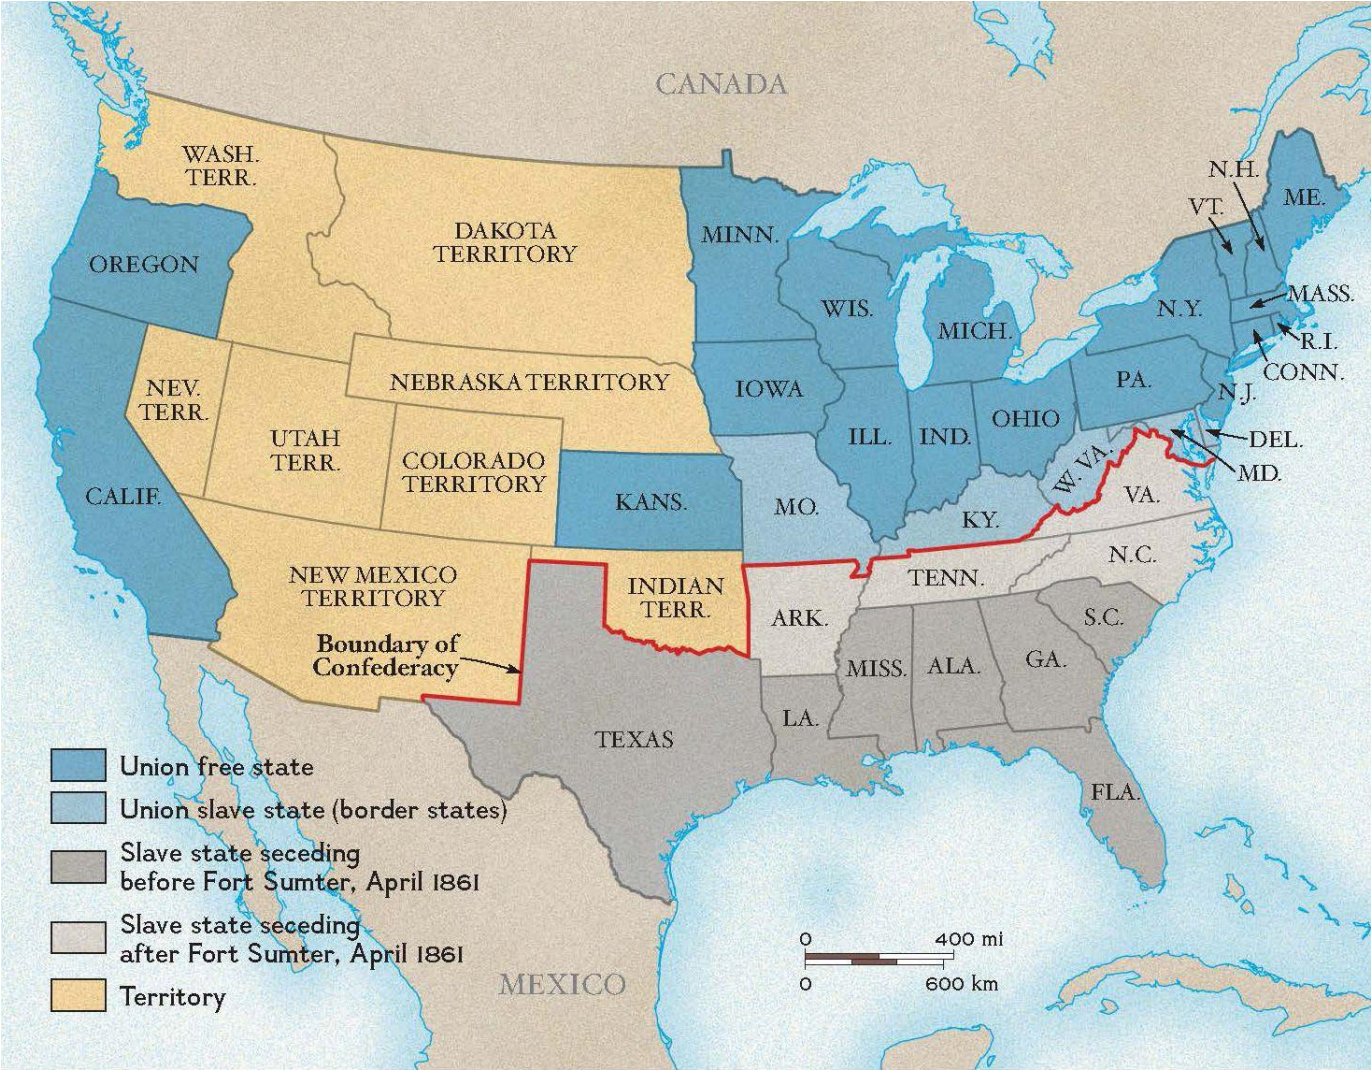 CANADA
WASH.
TERR.
OREGON
DAKOTA
TERRITORY
MINN.
N.H.
VT.
ME.
WIS.
MICH.
N.Y.
MASS.
R.I.
CONN.
NEV.
TERR.
NEBRASKA TERRITORY
IOWA
PA.
N.J.
UTAH
TERR.
COLORADO
TERRITORY
ILL.
IND.
OHIO
DEL.
MD.
CALIF.
KANS.
MO.
W. VA.
VA.
KY.
NEW MEXICO
TERRITORY
INDIAN
TERR.
ARK.
TENN.
N.C.
Boundary of
Confederacy
S.C.
MISS.
ALA.
GA.
LA.
TEXAS
FLA.
Union free state
Union slave state (border states)
Slave state seceding
before Fort Sumter, April 1861
Slave state seceding
after Fort Sumter, April 1861
Territory
MEXICO
0 400 mi
0 600 km